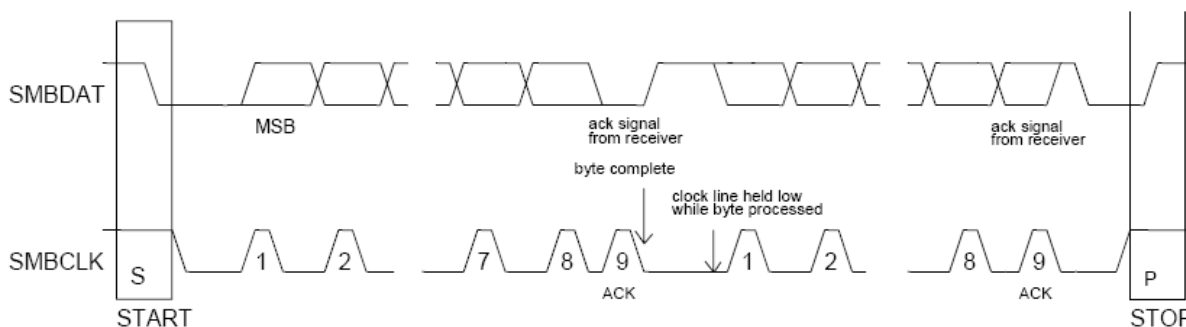 SMBDAT
MSB
ack signal
from receiver
ack signal
from receiver
byte complete
clock line held low
while byte processed
SMBCLK
S
1
2
7
8
9
1
2
8
9
P
ACK
ACK
START
STOP